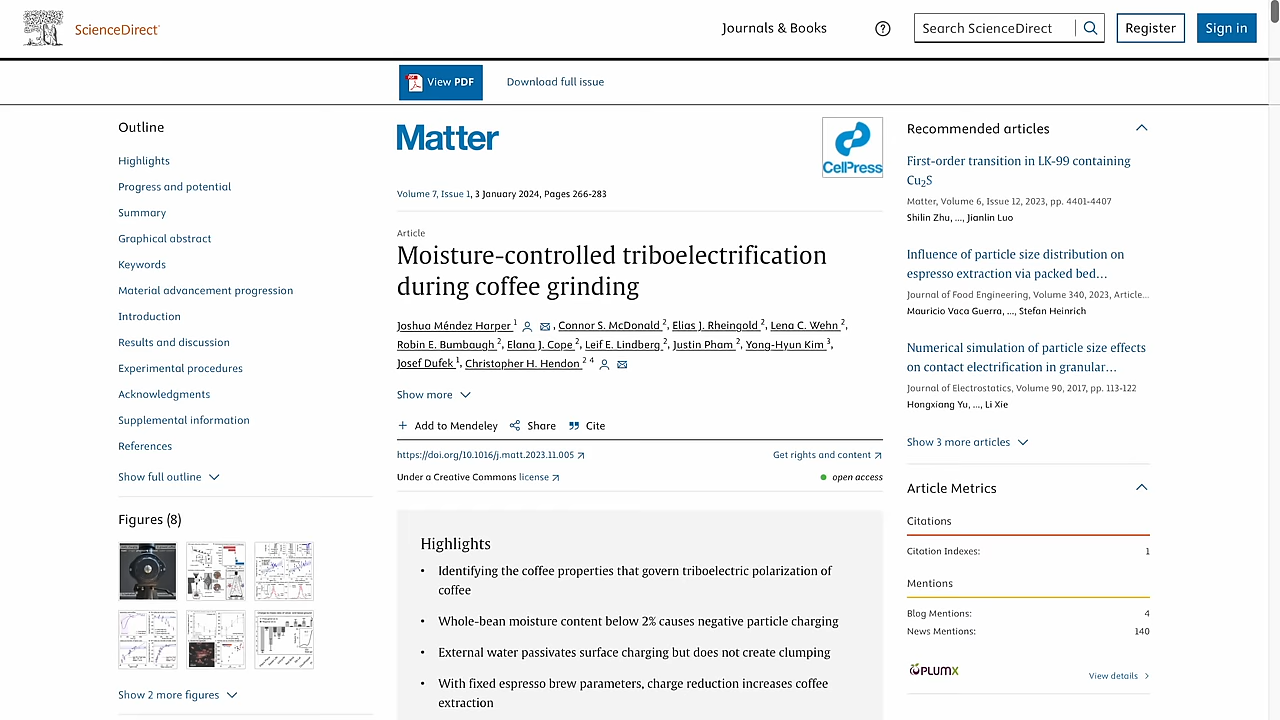 ScienceDirect
Journals & Books
Search ScienceDirect
Register
Sign in
View PDF
Download full issue
Outline
Highlights
Progress and potential
Summary
Graphical abstract
Keywords
Material advancement progression
Introduction
Results and discussion
Experimental procedures
Acknowledgments
Supplemental information
References
Show full outline
Figures (8)
Show 2 more figures
Matter
CellPress
Volume 7, Issue 1, 3 January 2024, Pages 266-283
Article
Moisture-controlled triboelectrification
during coffee grinding
Joshua Méndez Harper 1, Connor S. McDonald 2, Elias J. Rheingold 2, Lena C. Wehn 2,
Robin E. Bumbaugh 2, Elana J. Cope 2, Leif E. Lindberg 2, Justin Pham 2, Yong-Hyun Kim 3,
Josef Dufek 1, Christopher H. Hendon 2 4
Show more
Add to Mendeley Share Cite
https://doi.org/10.1016/j.matt.2023.11.005
Get rights and content
Under a Creative Commons license
open access
Highlights
• Identifying the coffee properties that govern triboelectric polarization of
coffee
• Whole-bean moisture content below 2% causes negative particle charging
• External water passivates surface charging but does not create clumping
• With fixed espresso brew parameters, charge reduction increases coffee
extraction
Recommended articles
First-order transition in LK-99 containing
Cu2S
Matter, Volume 6, Issue 12, 2023, pp. 4401-4407
Shilin Zhu, ..., Jianlin Luo
Influence of particle size distribution on
espresso extraction via packed bed...
Journal of Food Engineering, Volume 340, 2023, Article...
Mauricio Vaca Guerra, ..., Stefan Heinrich
Numerical simulation of particle size effects
on contact electrification in granular...
Journal of Electrostatics, Volume 90, 2017, pp. 113-122
Hongxiang Yu, ..., Li Xie
Show 3 more articles
Article Metrics
Citations
Citation Indexes: 1
Mentions
Blog Mentions: 4
News Mentions: 140
PLUMX
View details